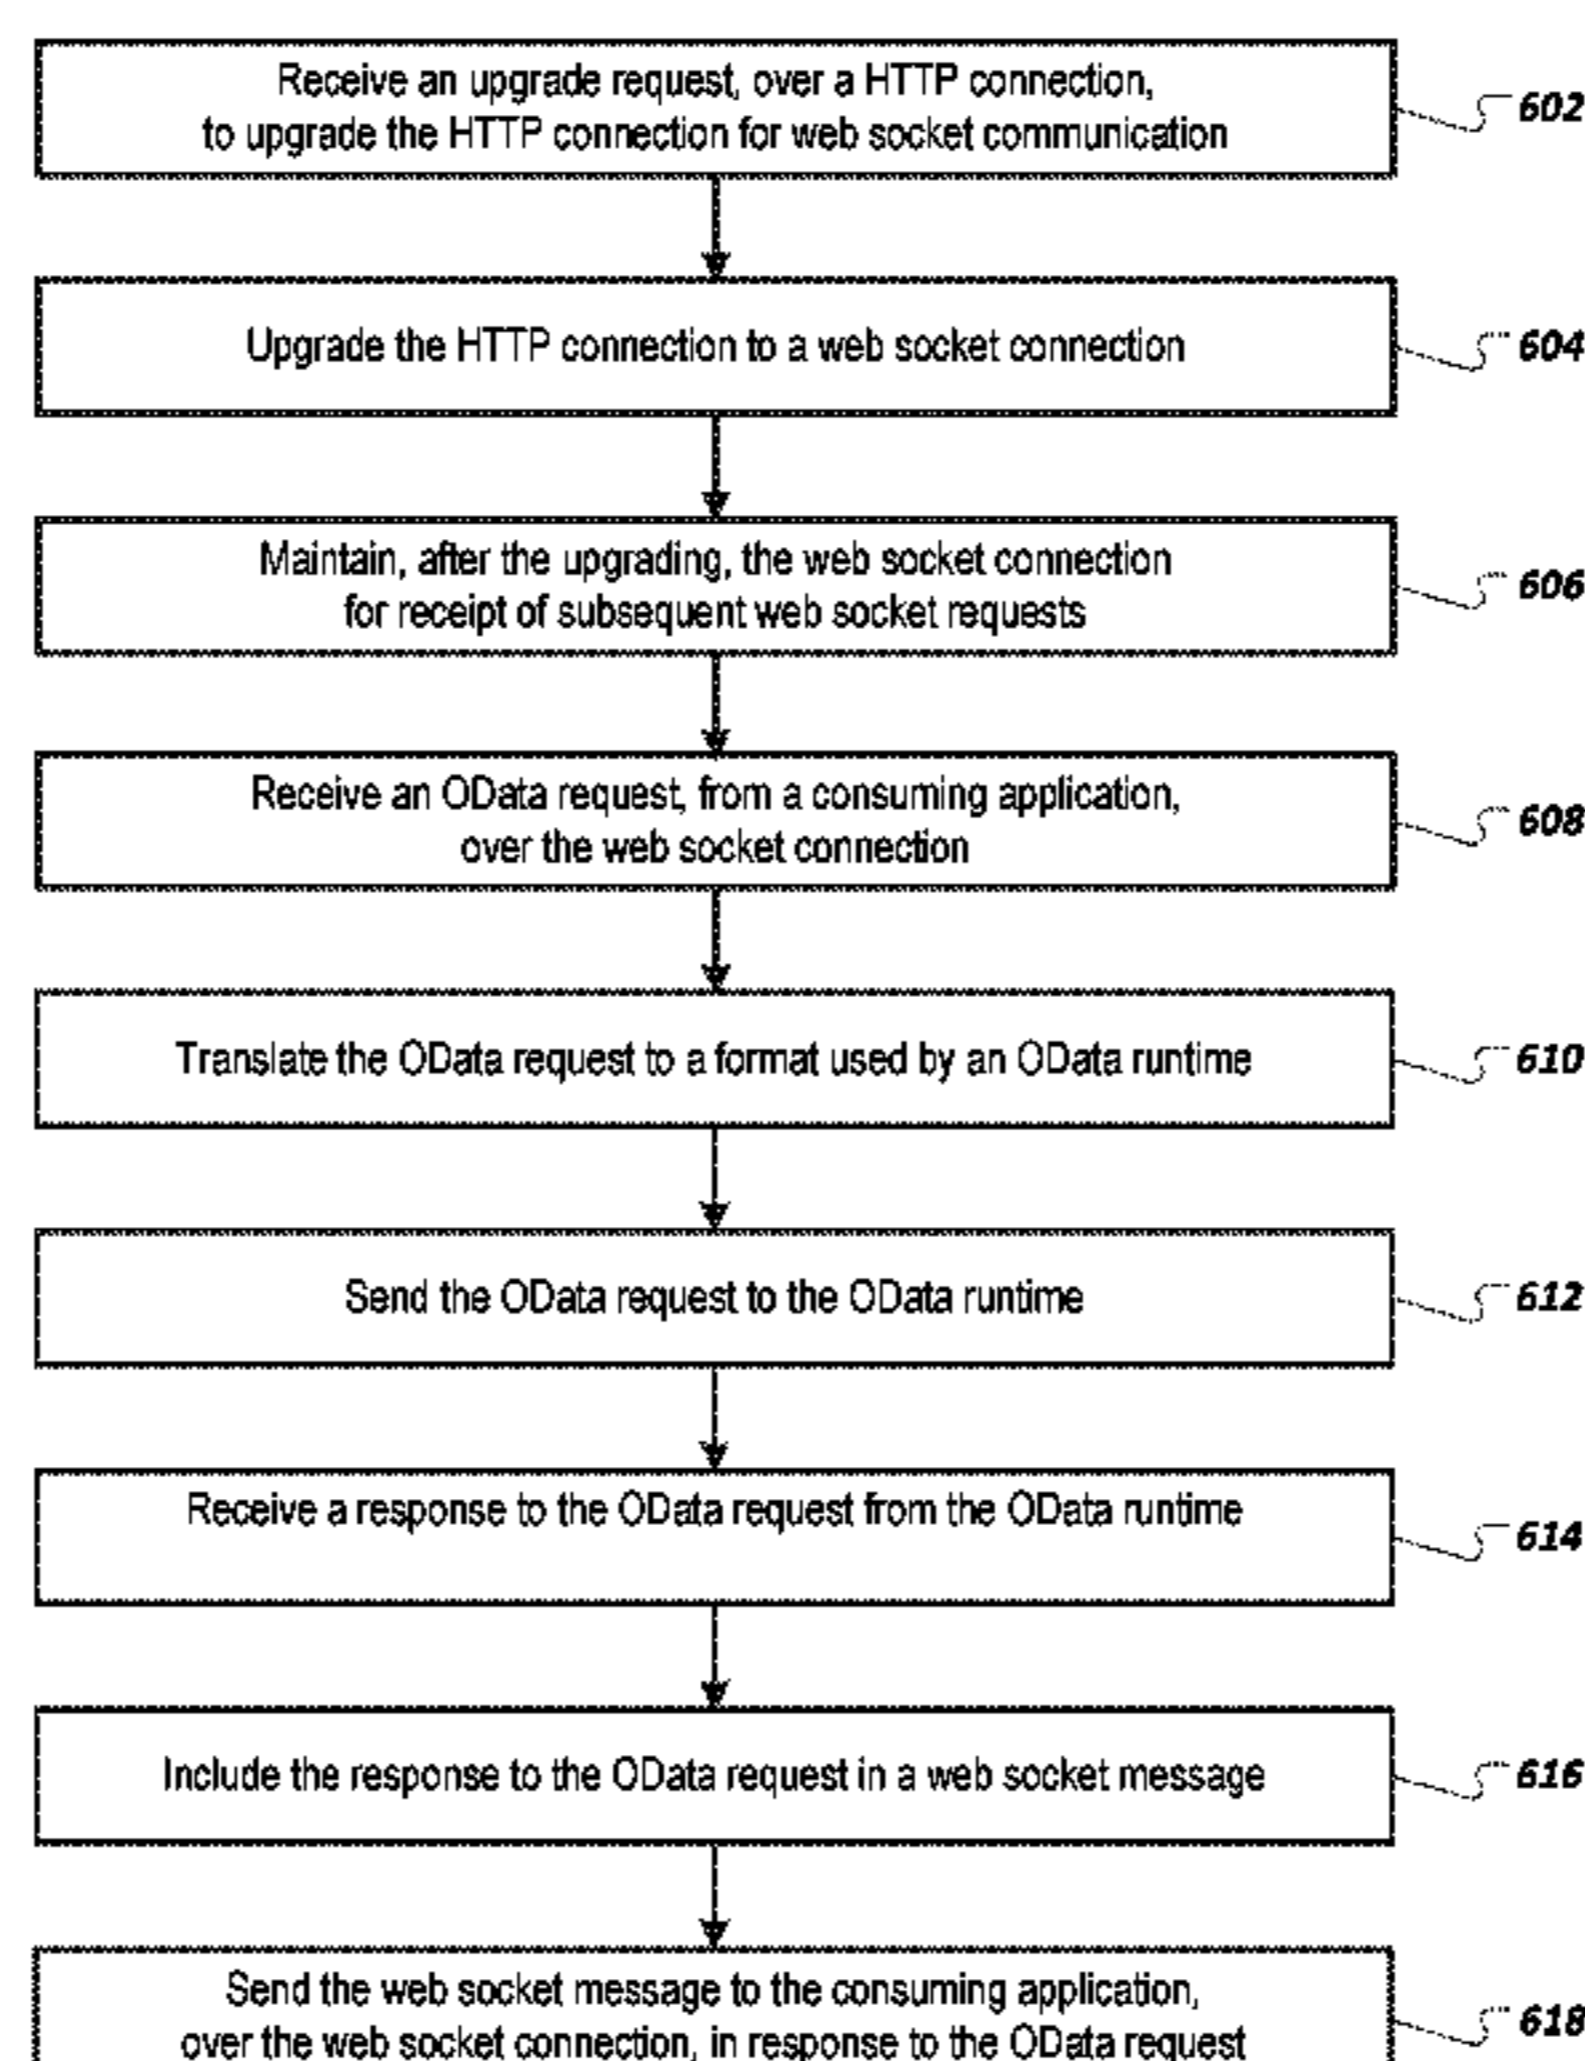 Receive an upgrade request, over a HTTP connection,
to upgrade the HTTP connection for web socket communication
602
Upgrade the HTTP connection to a web socket connection
604
Maintain, after the upgrading, the web socket connection
for receipt of subsequent web socket requests
606
Receive an OData request, from a consuming application,
over the web socket connection
608
Translate the OData request to a format used by an OData runtime
610
Send the OData request to the OData runtime
612
Receive a response to the OData request from the OData runtime
614
Include the response to the OData request in a web socket message
616
Send the web socket message to the consuming application,
over the web socket connection, in response to the OData request
618